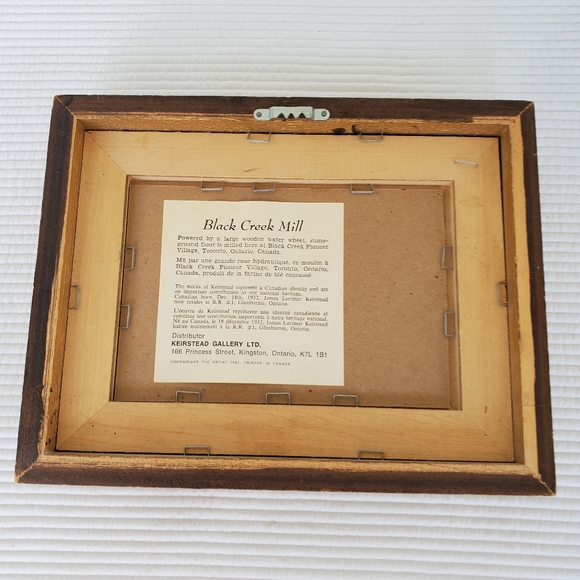 Black Creek Mill
Powered by a large wooden water wheel, stone-
ground flour is milled here at Black Creek Pioneer
Village, Toronto, Ontario, Canada.
Mû par une grande roue hydraulique, ce moulin à
Black Creek Pioneer Village, Toronto, Ontario,
Canada, produit de la farine de blé concassé.
The works of Keirstead represent a Canadian identity and are
an important contribution to our national heritage.
Canadian born, Dec. 18th, 1932, James Lorimer Keirstead
now resides at R.R. #1, Glenburnie, Ontario.
L'oeuvre de Keirstead représente une identité canadienne et
constitue une contribution importante à notre héritage national.
Né au Canada, le 18 décembre 1932, James Lorimer Keirstead
habite maintenant à la R.R. #1, Glenburnie, Ontario.
Distributor
KEIRSTEAD GALLERY LTD.
166 Princess Street, Kingston, Ontario, K7L 1B1
COPYRIGHT THE ARTIST PRINTED IN CANADA